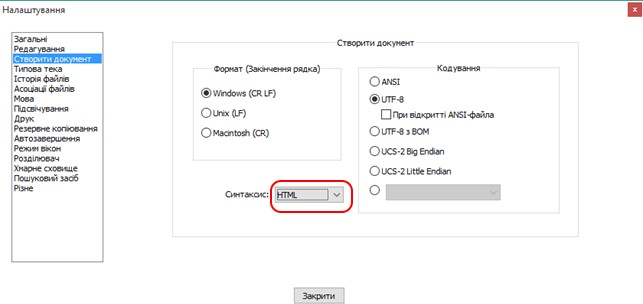 Налаштування
Загальні
Редагування
Створити документ
Типова тека
Історія файлів
Асоціації файлів
Мова
Підсвічування
Друк
Резервне копіювання
Автозавершення
Режим вікон
Розділювач
Хмарне сховище
Пошуковий засіб
Різне
Створити документ
Формат (Закінчення рядка)
Windows (CR LF)
Unix (LF)
Macintosh (CR)
Синтаксис: HTML
Кодування
ANSI
UTF-8
При відкритті ANSI-файла
UTF-8 з BOM
UCS-2 Big Endian
UCS-2 Little Endian
Закрити